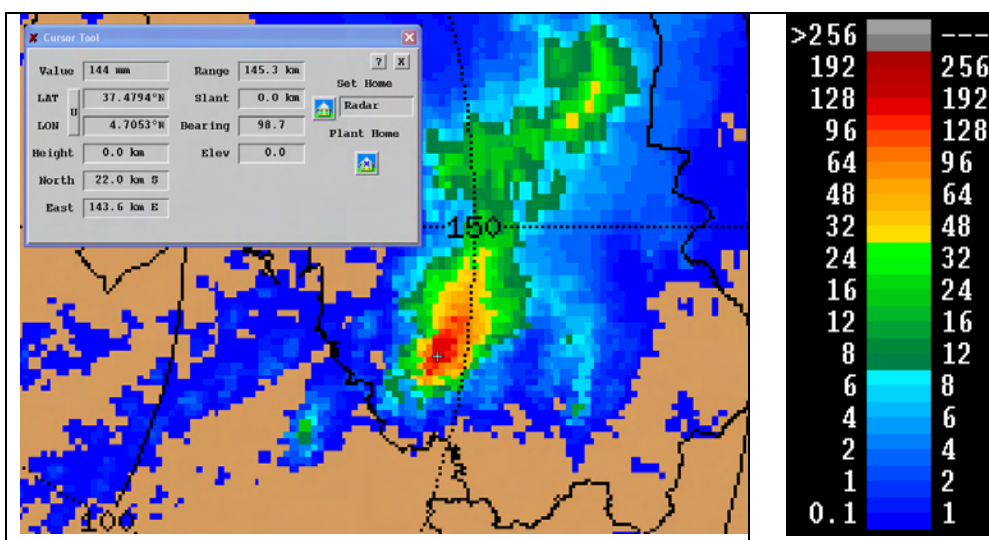 Cursor Tool
? X
Value 144 mm Range 145.3 km Set Home
LAT 37.4794°N Slant 0.0 km Radar
U
LON 4.7053°W Bearing 98.7 Plant Home
Height 0.0 km Elev 0.0
North 22.0 km S
East 143.6 km E
150
100
>256 ---
192 256
128 192
96 128
64 96
48 64
32 48
24 32
16 24
12 16
8 12
6 8
4 6
2 4
1 2
0.1 1